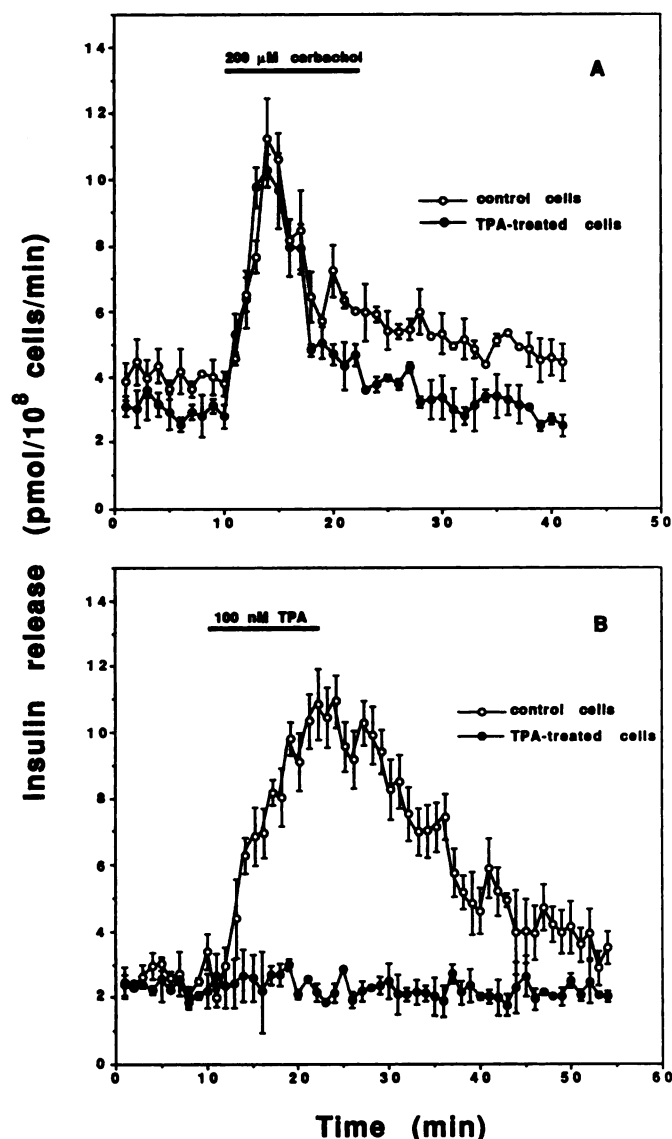 14
200 µM carbachol
A
12
10
control cells
TPA-treated cells
8
6
4
2
0
0 10 20 30 40 50
Insulin release (pmol/10⁸ cells/min)
14
100 nM TPA
B
12
control cells
TPA-treated cells
10
8
6
4
2
0
0 10 20 30 40 50 60
Time (min)